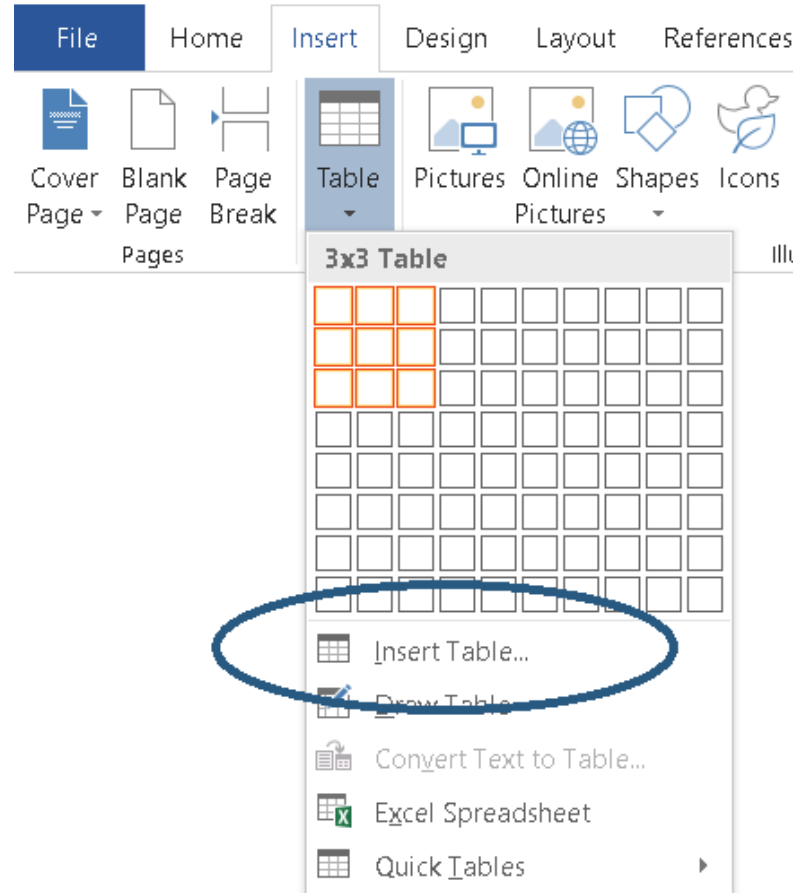 File Home Insert Design Layout References
Cover Blank Page Table Pictures Online Shapes Icons
Page Page Break Pictures
Pages
3x3 Table
Insert Table...
Draw Table
Convert Text to Table...
Excel Spreadsheet
Quick Tables